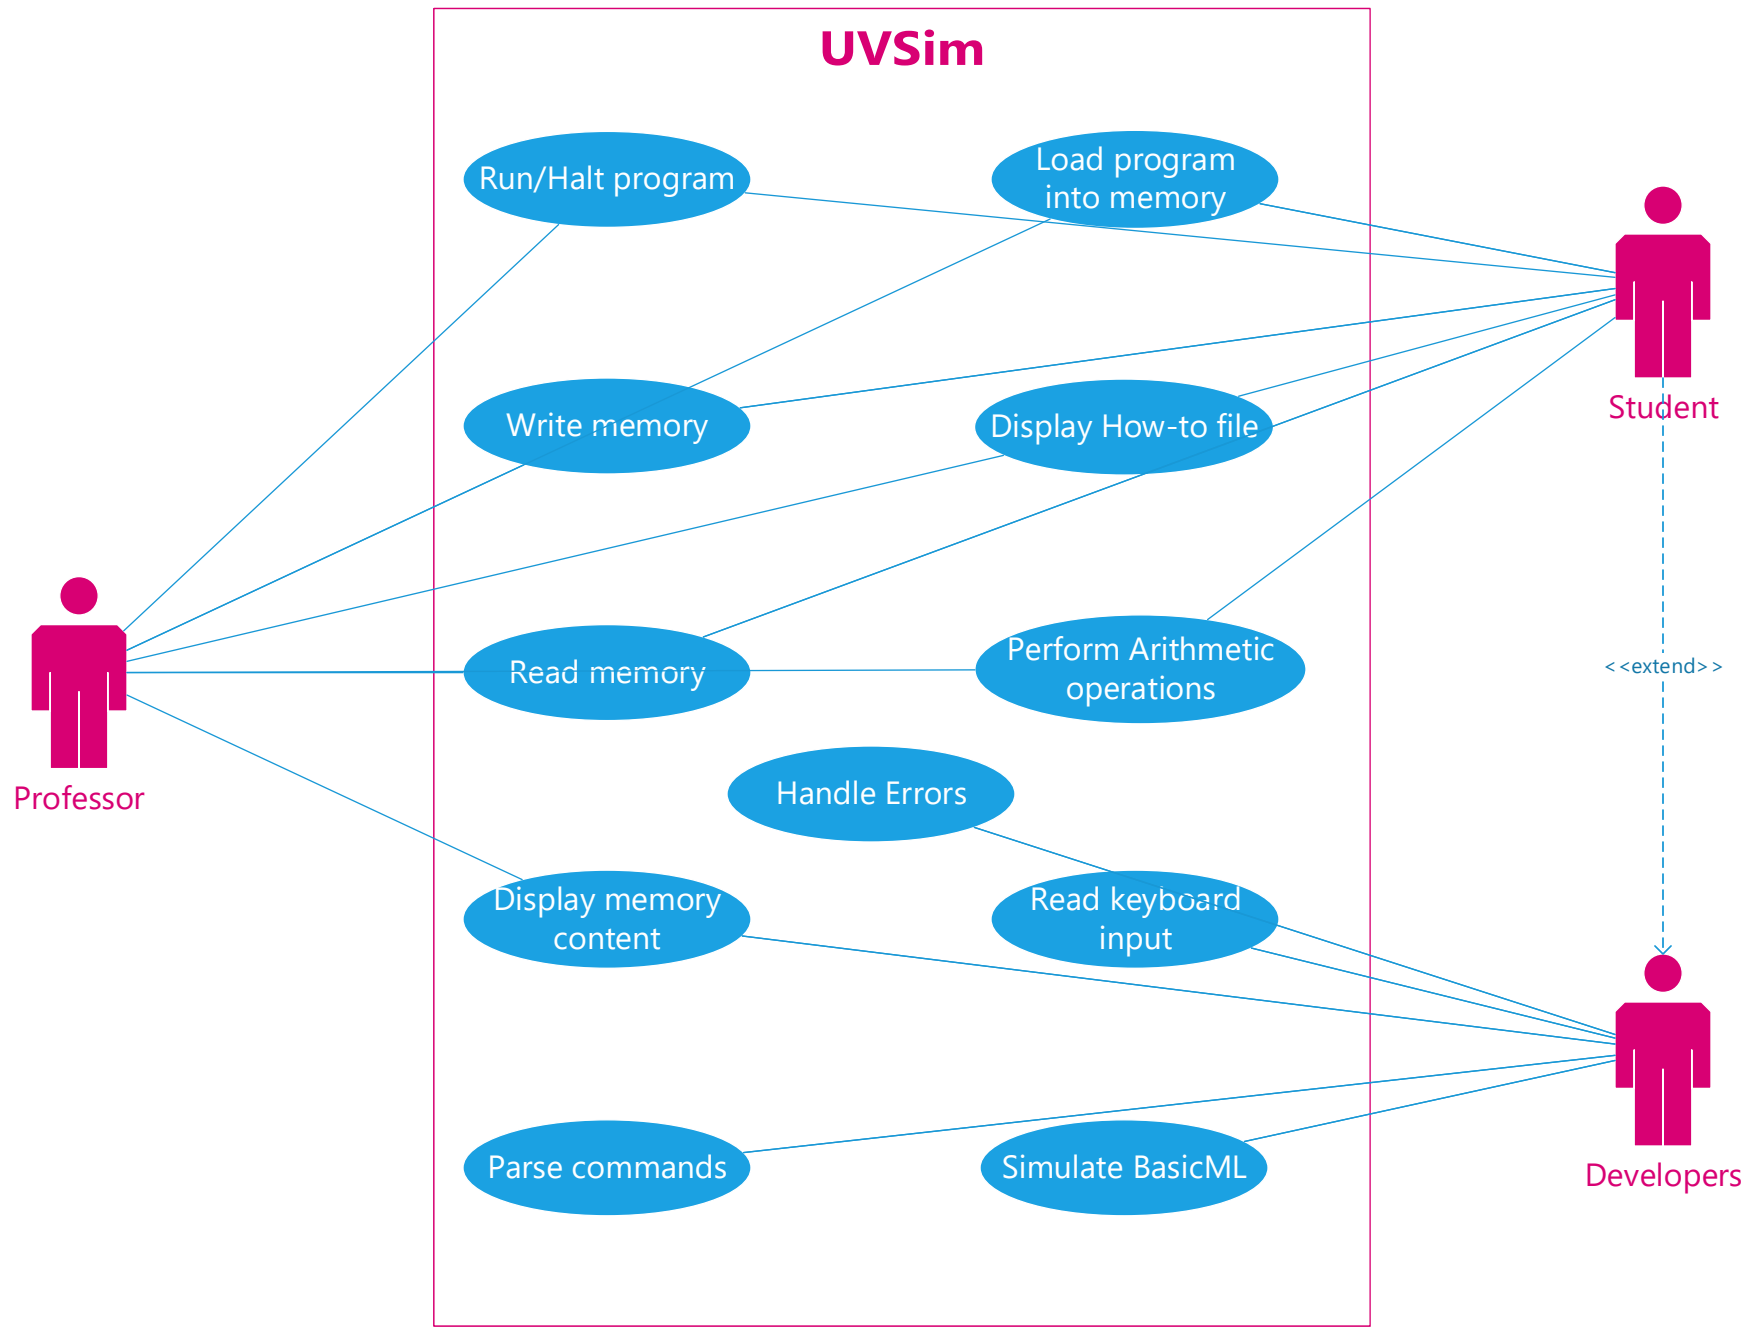 UVSim
Run/Halt program
Load program
into memory
Write memory
Display How-to file
Student
Read memory
Perform Arithmetic
operations
<<extend>>
Professor
Handle Errors
Display memory
content
Read keyboard
input
Parse commands
Simulate BasicML
Developers